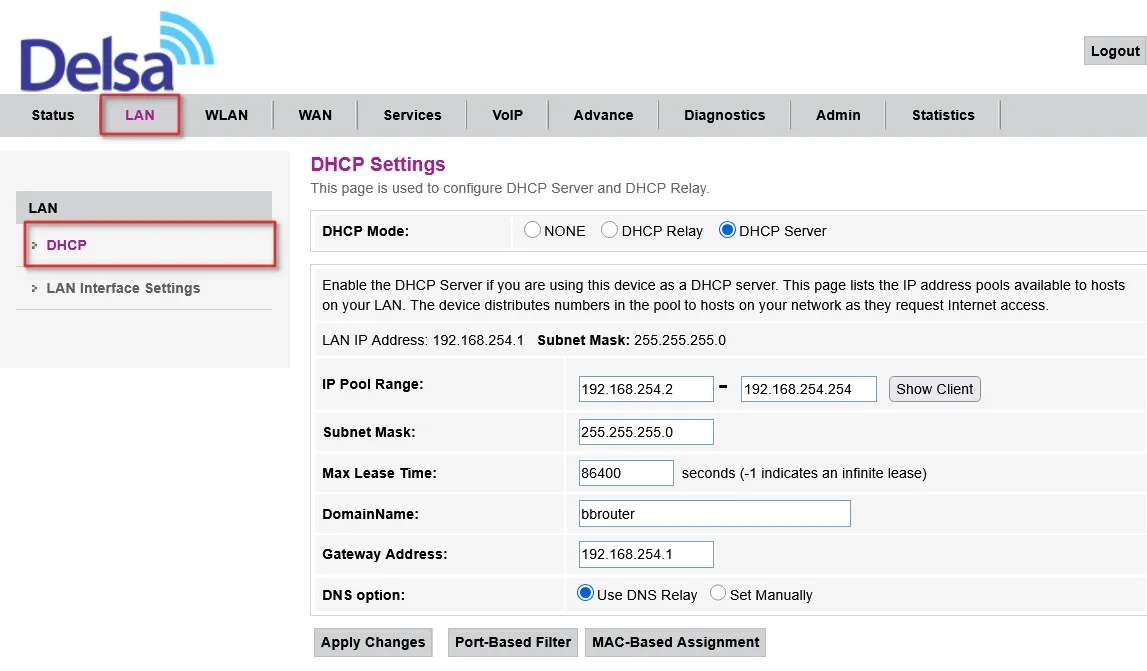 Delsa
Logout
Status LAN WLAN WAN Services VoIP Advance Diagnostics Admin Statistics
LAN
DHCP
LAN Interface Settings
DHCP Settings
This page is used to configure DHCP Server and DHCP Relay.
DHCP Mode: NONE DHCP Relay DHCP Server
Enable the DHCP Server if you are using this device as a DHCP server. This page lists the IP address pools available to hosts
on your LAN. The device distributes numbers in the pool to hosts on your network as they request Internet access.
LAN IP Address: 192.168.254.1 Subnet Mask: 255.255.255.0
IP Pool Range: 192.168.254.2 - 192.168.254.254 Show Client
Subnet Mask: 255.255.255.0
Max Lease Time: 86400 seconds (-1 indicates an infinite lease)
DomainName: bbrouter
Gateway Address: 192.168.254.1
DNS option: Use DNS Relay Set Manually
Apply Changes Port-Based Filter MAC-Based Assignment